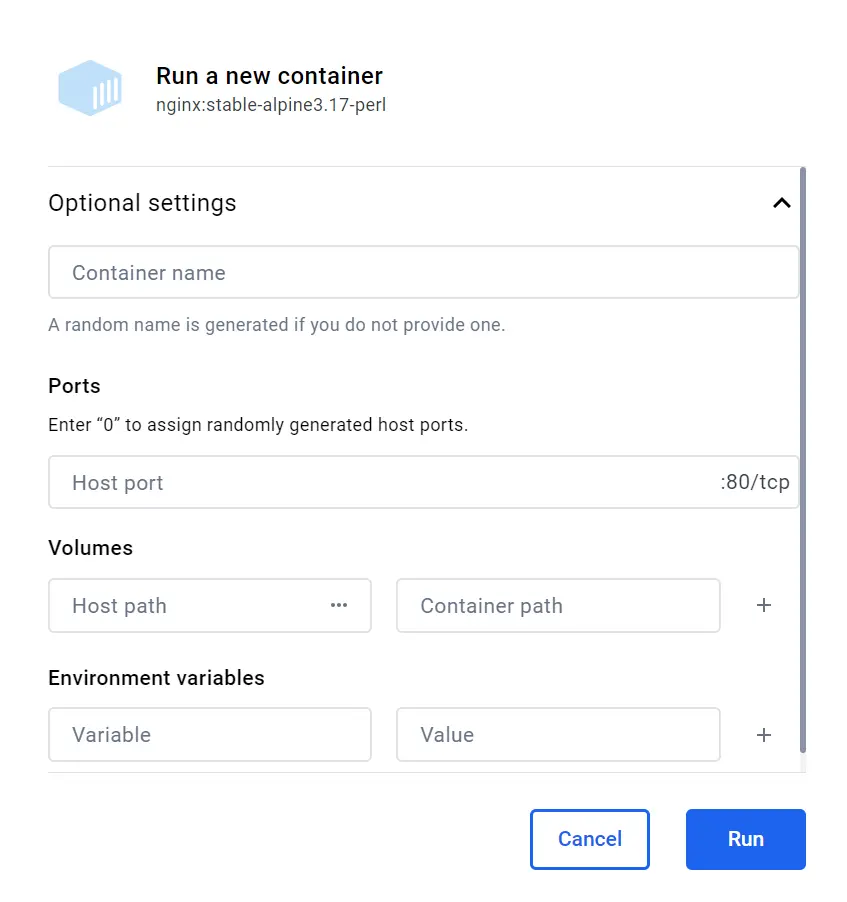 Run a new container
nginx:stable-alpine3.17-perl
Optional settings
Container name
A random name is generated if you do not provide one.
Ports
Enter “0” to assign randomly generated host ports.
Host port :80/tcp
Volumes
Host path ··· Container path +
Environment variables
Variable Value +
Cancel Run